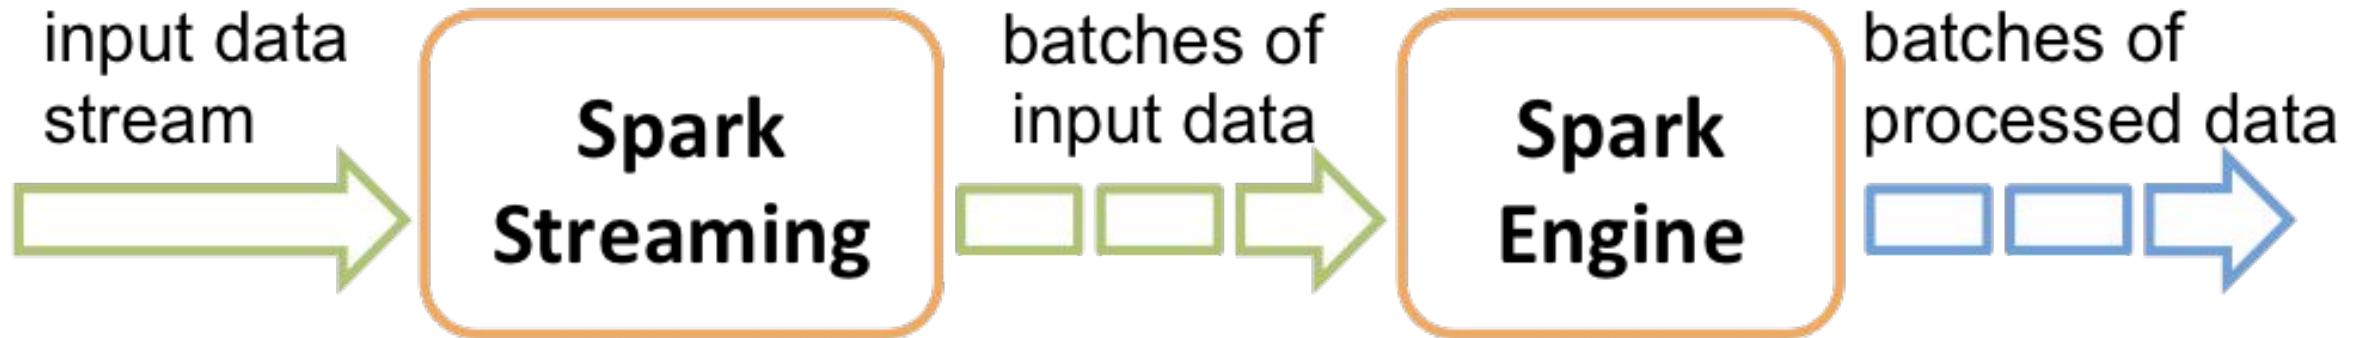 input data
stream
Spark
Streaming
batches of
input data
Spark
Engine
batches of
processed data